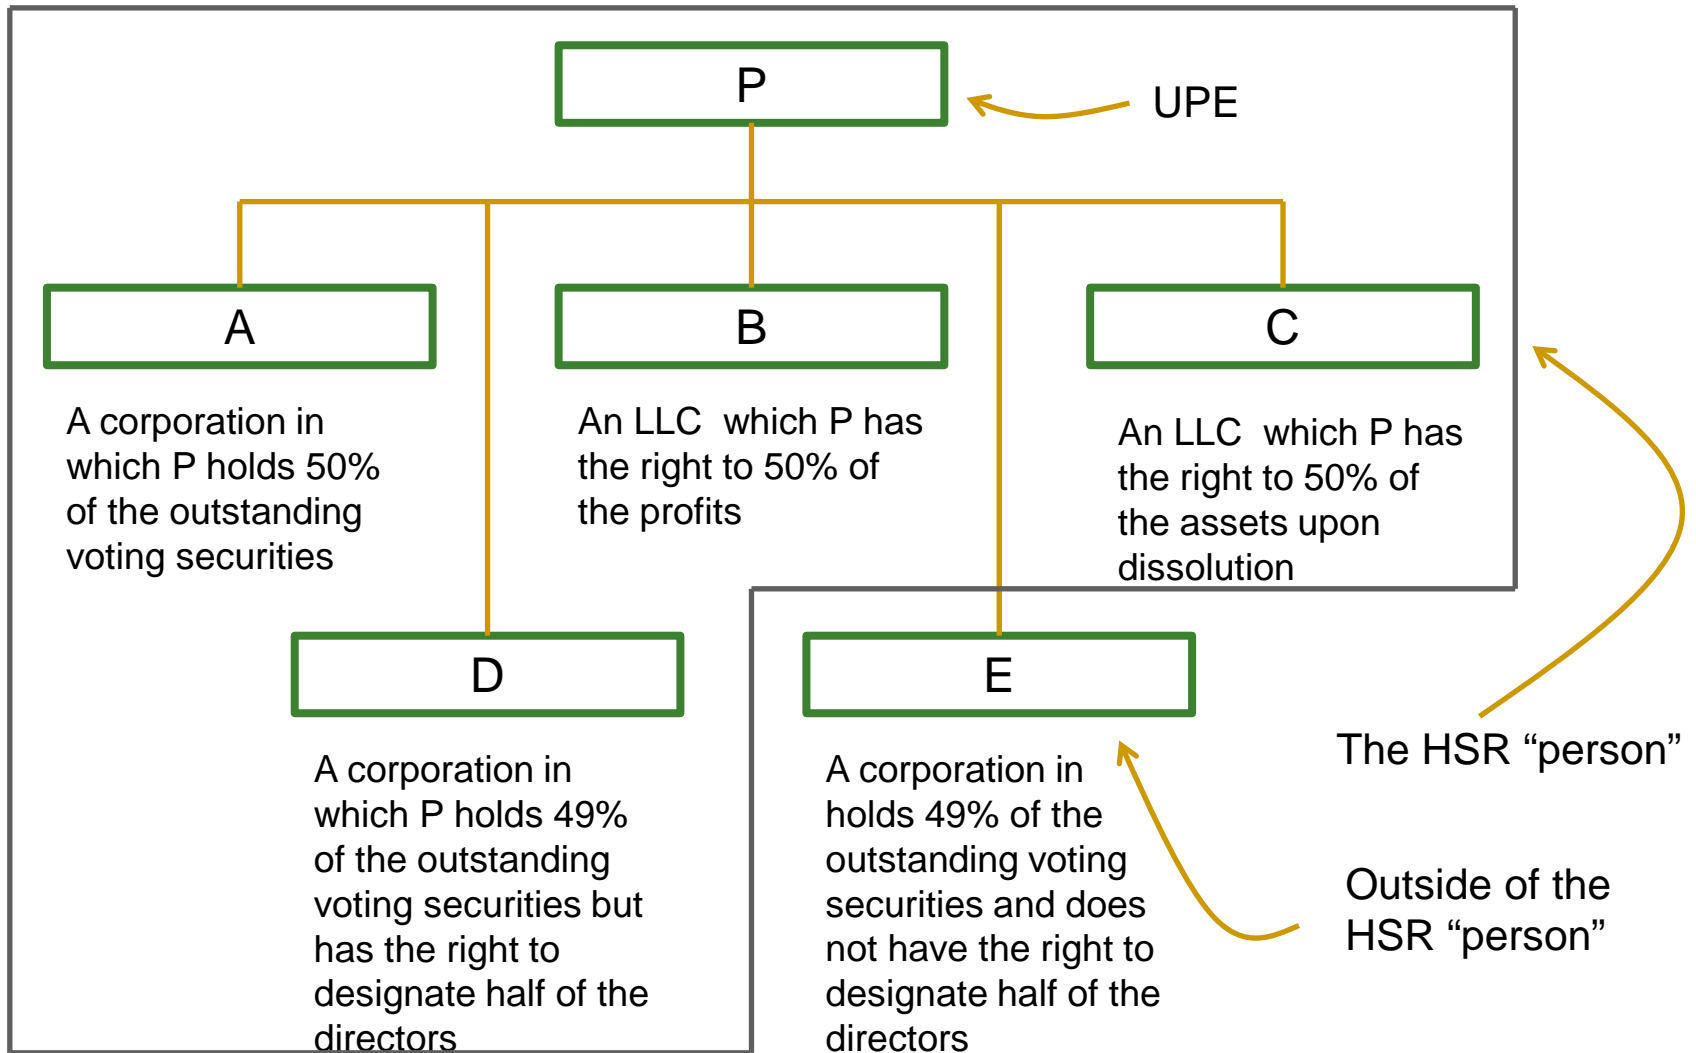 P
UPE
A
B
C
A corporation in
which P holds 50%
of the outstanding
voting securities
An LLC  which P has
the right to 50% of
the profits
An LLC  which P has
the right to 50% of
the assets upon
dissolution
D
E
A corporation in
which P holds 49%
of the outstanding
voting securities but
has the right to
designate half of the
directors
A corporation in
holds 49% of the
outstanding voting
securities and does
not have the right to
designate half of the
directors
The HSR “person”
Outside of the
HSR “person”